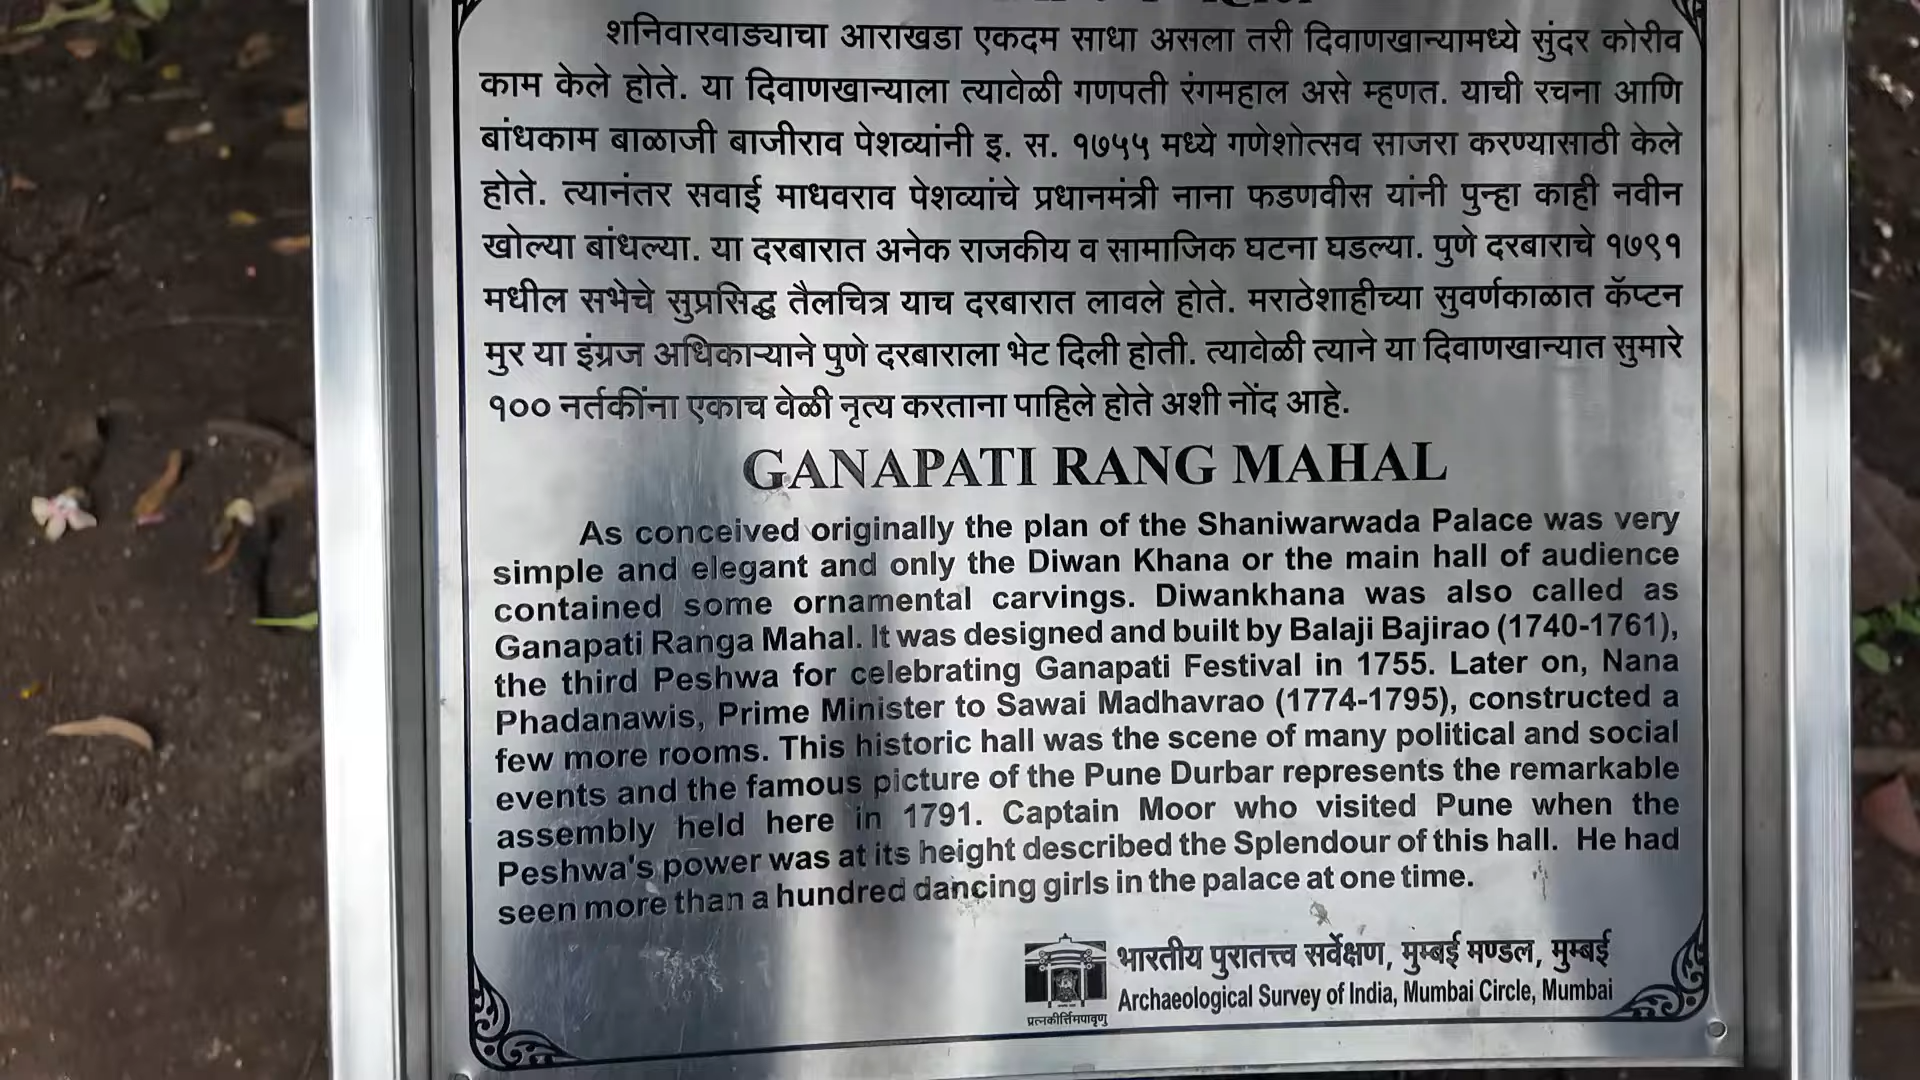 शनिवारवाड्याचा आराखडा एकदम साधा असला तरी दिवाणखान्यामध्ये सुंदर कोरीव
काम केले होते. या दिवाणखान्याला त्यावेळी गणपती रंगमहाल असे म्हणत. याची रचना आणि
बांधकाम बाळाजी बाजीराव पेशव्यांनी इ. स. १७५५ मध्ये गणेशोत्सव साजरा करण्यासाठी केले
होते. त्यानंतर सवाई माधवराव पेशव्यांचे प्रधानमंत्री नाना फडणवीस यांनी पुन्हा काही नवीन
खोल्या बांधल्या. या दरबारात अनेक राजकीय व सामाजिक घटना घडल्या. पुणे दरबाराचे १७९१
मधील सभेचे सुप्रसिद्ध तैलचित्र याच दरबारात लावले होते. मराठेशाहीच्या सुवर्णकाळात कॅप्टन
मुर या इंग्रज अधिकाऱ्याने पुणे दरबाराला भेट दिली होती. त्यावेळी त्याने या दिवाणखान्यात सुमारे
१०० नर्तकींना एकाच वेळी नृत्य करताना पाहिले होते अशी नोंद आहे.
GANAPATI RANG MAHAL
As conceived originally the plan of the Shaniwarwada Palace was very
simple and elegant and only the Diwan Khana or the main hall of audience
contained some ornamental carvings. Diwankhana was also called as
Ganapati Ranga Mahal. It was designed and built by Balaji Bajirao (1740-1761),
the third Peshwa for celebrating Ganapati Festival in 1755. Later on, Nana
Phadanawis, Prime Minister to Sawai Madhavrao (1774-1795), constructed a
few more rooms. This historic hall was the scene of many political and social
events and the famous picture of the Pune Durbar represents the remarkable
assembly held here in 1791. Captain Moor who visited Pune when the
Peshwa's power was at its height described the Splendour of this hall. He had
seen more than a hundred dancing girls in the palace at one time.
भारतीय पुरातत्त्व सर्वेक्षण, मुम्बई मण्डल, मुम्बई
Archaeological Survey of India, Mumbai Circle, Mumbai
प्रत्नकीर्त्तिमपावृणु